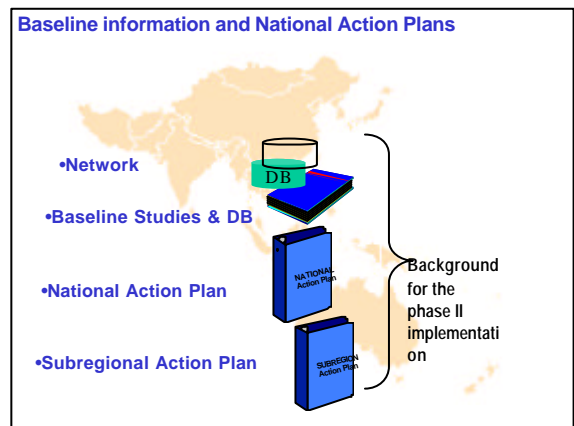 Baseline information and National Action Plans
•Network
DB
•Baseline Studies & DB
NATIONAL
Action Plan
•National Action Plan
Background
for the
phase II
implementati
on
•Subregional Action Plan
SUBREGION
Action Plan